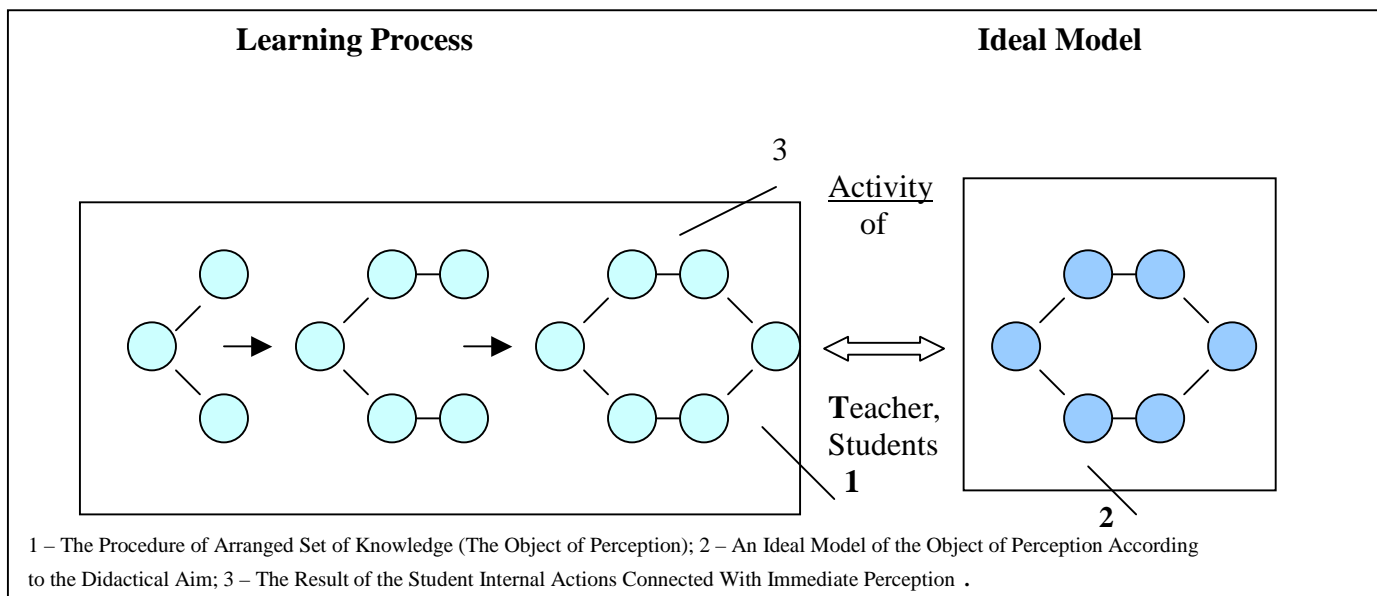 Learning Process Ideal Model
3
Activity
of
Teacher,
Students
1
2
1 – The Procedure of Arranged Set of Knowledge (The Object of Perception); 2 – An Ideal Model of the Object of Perception According
to the Didactical Aim; 3 – The Result of the Student Internal Actions Connected With Immediate Perception .